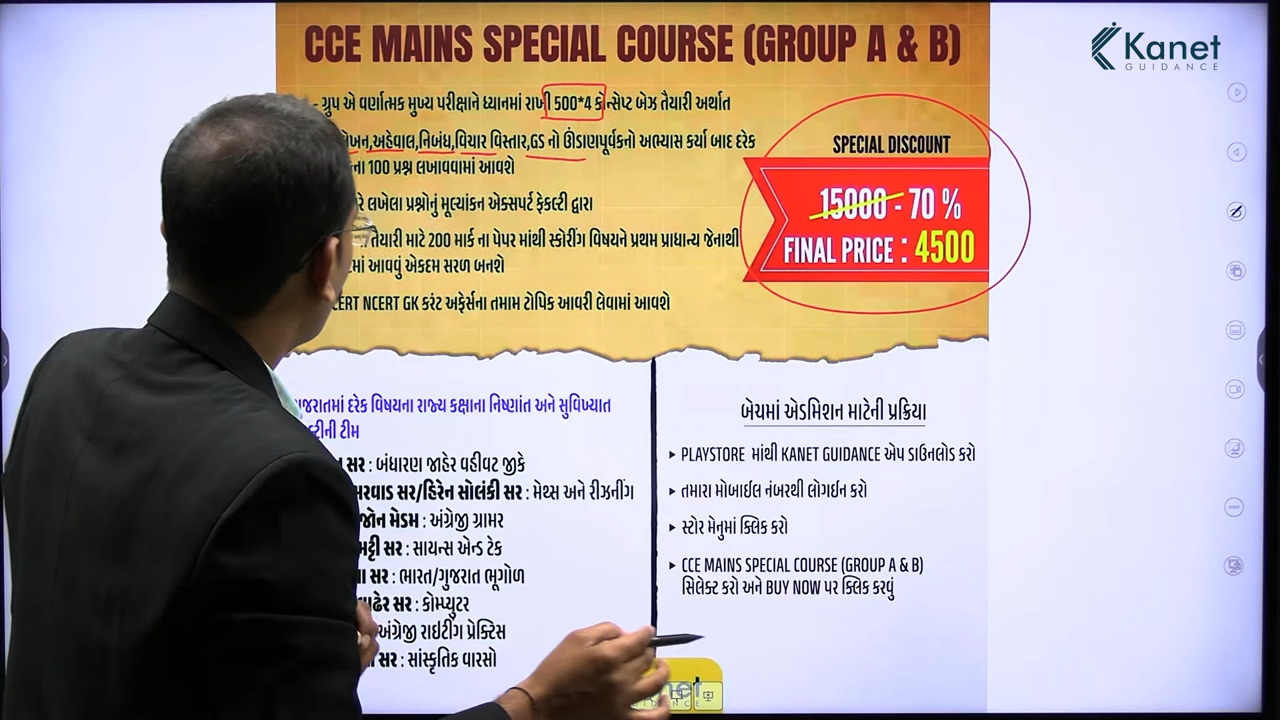 CCE MAINS SPECIAL COURSE (GROUP A & B)
Kanet
GUIDANCE
- ગ્રુપ એ વર્ણાત્મક મુખ્ય પરીક્ષાને ધ્યાનમાં રાખી 500*4 કોન્સેપ્ટ બેઝ તૈયારી અર્થાત
,અહેવાલ,નિબંધ,વિચાર વિસ્તાર,GS નો ઊંડાણપૂર્વકનો અભ્યાસ કર્યા બાદ દરેક
100 પ્રશ્ન લખાવવામાં આવશે
લખેલા પ્રશ્નોનું મૂલ્યાંકન એક્સપર્ટ ફેકલ્ટી દ્વારા
તૈયારી માટે 200 માર્ક ના પેપર માંથી સ્કોરીંગ વિષયને પ્રથમ પ્રાધાન્ય જેનાથી
આવવું એકદમ સરળ બનશે
NCERT GK કરંટ અફેર્સના તમામ ટોપિક આવરી લેવામાં આવશે
SPECIAL DISCOUNT
15000 - 70 %
FINAL PRICE : 4500
દરેક વિષયના રાજ્ય કક્ષાના નિષ્ણાંત અને સુવિખ્યાત
ટીમ
સર : બંધારણ જાહેર વહીવટ જીકે
સર/હિરેન સોલંકી સર : મેથ્સ અને રીઝનીંગ
મેડમ : અંગ્રેજી ગ્રામર
સર : સાયન્સ એન્ડ ટેક
સર : ભારત/ગુજરાત ભૂગોળ
સર : કોમ્પ્યુટર
અંગ્રેજી રાઇટીંગ પ્રેક્ટિસ
સર : સાંસ્કૃતિક વારસો
બેચમાં એડમિશન માટેની પ્રક્રિયા
PLAYSTORE માંથી KANET GUIDANCE એપ ડાઉનલોડ કરો
તમારા મોબાઈલ નંબરથી લોગઈન કરો
સ્ટોર મેનુમાં ક્લિક કરો
CCE MAINS SPECIAL COURSE (GROUP A & B)
સિલેક્ટ કરો અને BUY NOW પર ક્લિક કરવું